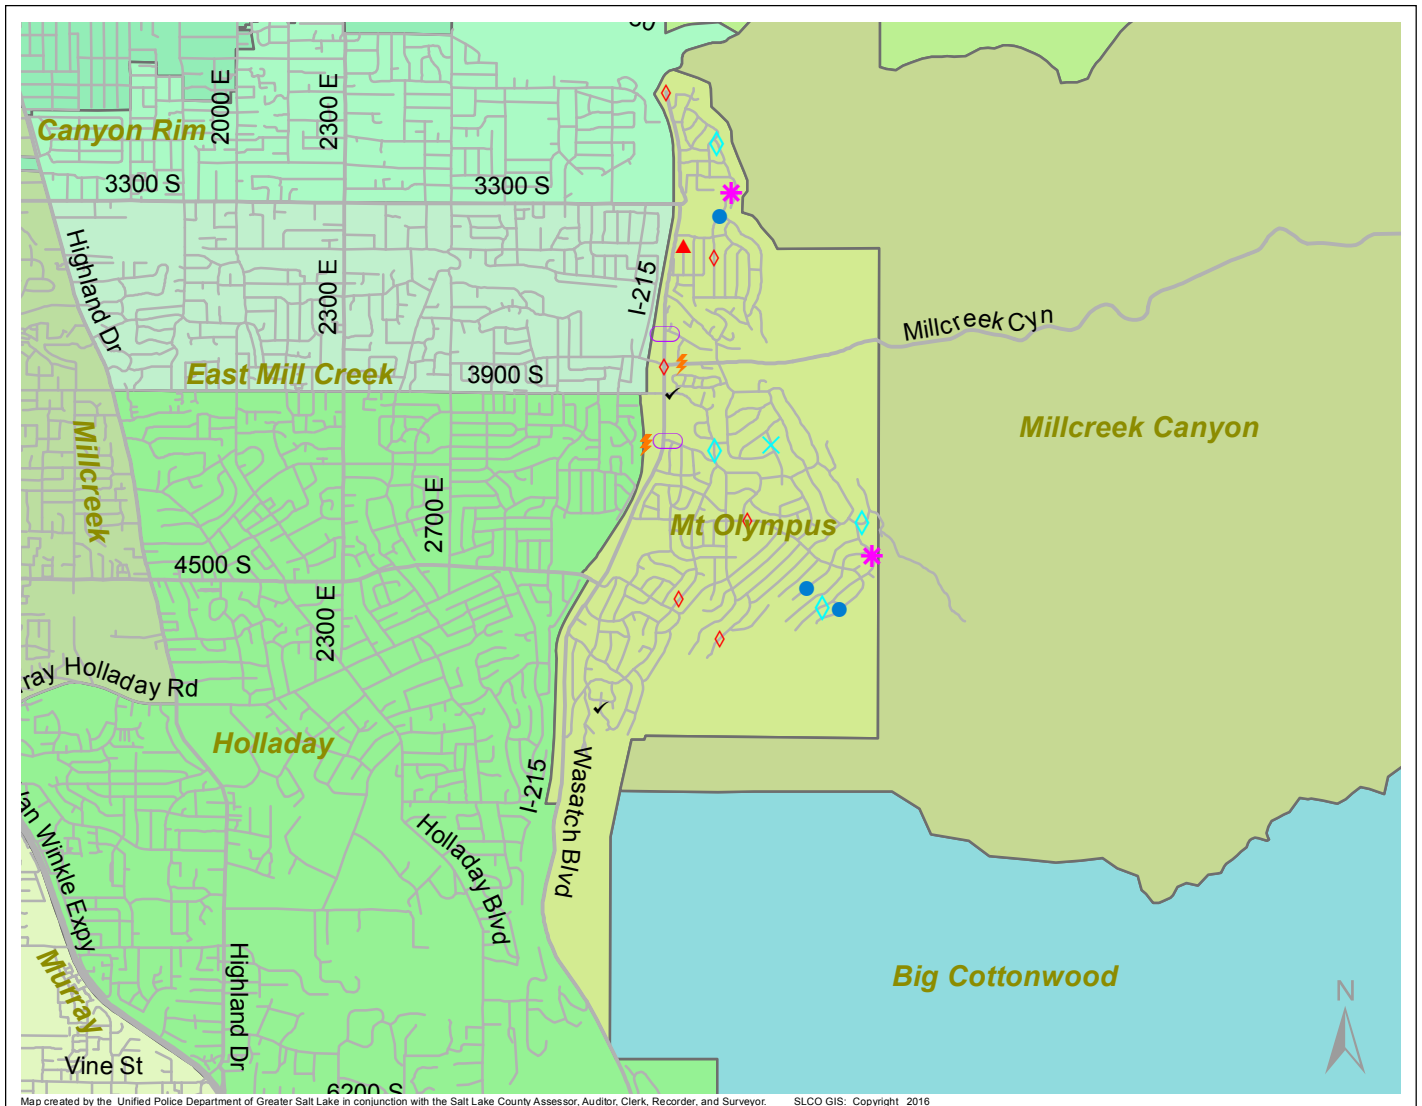 Canyon Rim
2000 E
2300 E
3300 S
3300 S
Highland Dr
2300 E
I-215
Millcreek Cyn
East Mill Creek
3900 S
Millcreek
Millcreek Canyon
2700 E
Mt Olympus
4500 S
2300 E
ray Holladay Rd
Holladay
I-215
Wasatch Blvd
Van Winkle Expy
Holladay Blvd
Murray
Highland Dr
Big Cottonwood
N
Vine St
6200 S
Map created by the Unified Police Department of Greater Salt Lake in conjunction with the Salt Lake County Assessor, Auditor, Clerk, Recorder, and Surveyor. SLCO GIS: Copyright 2016